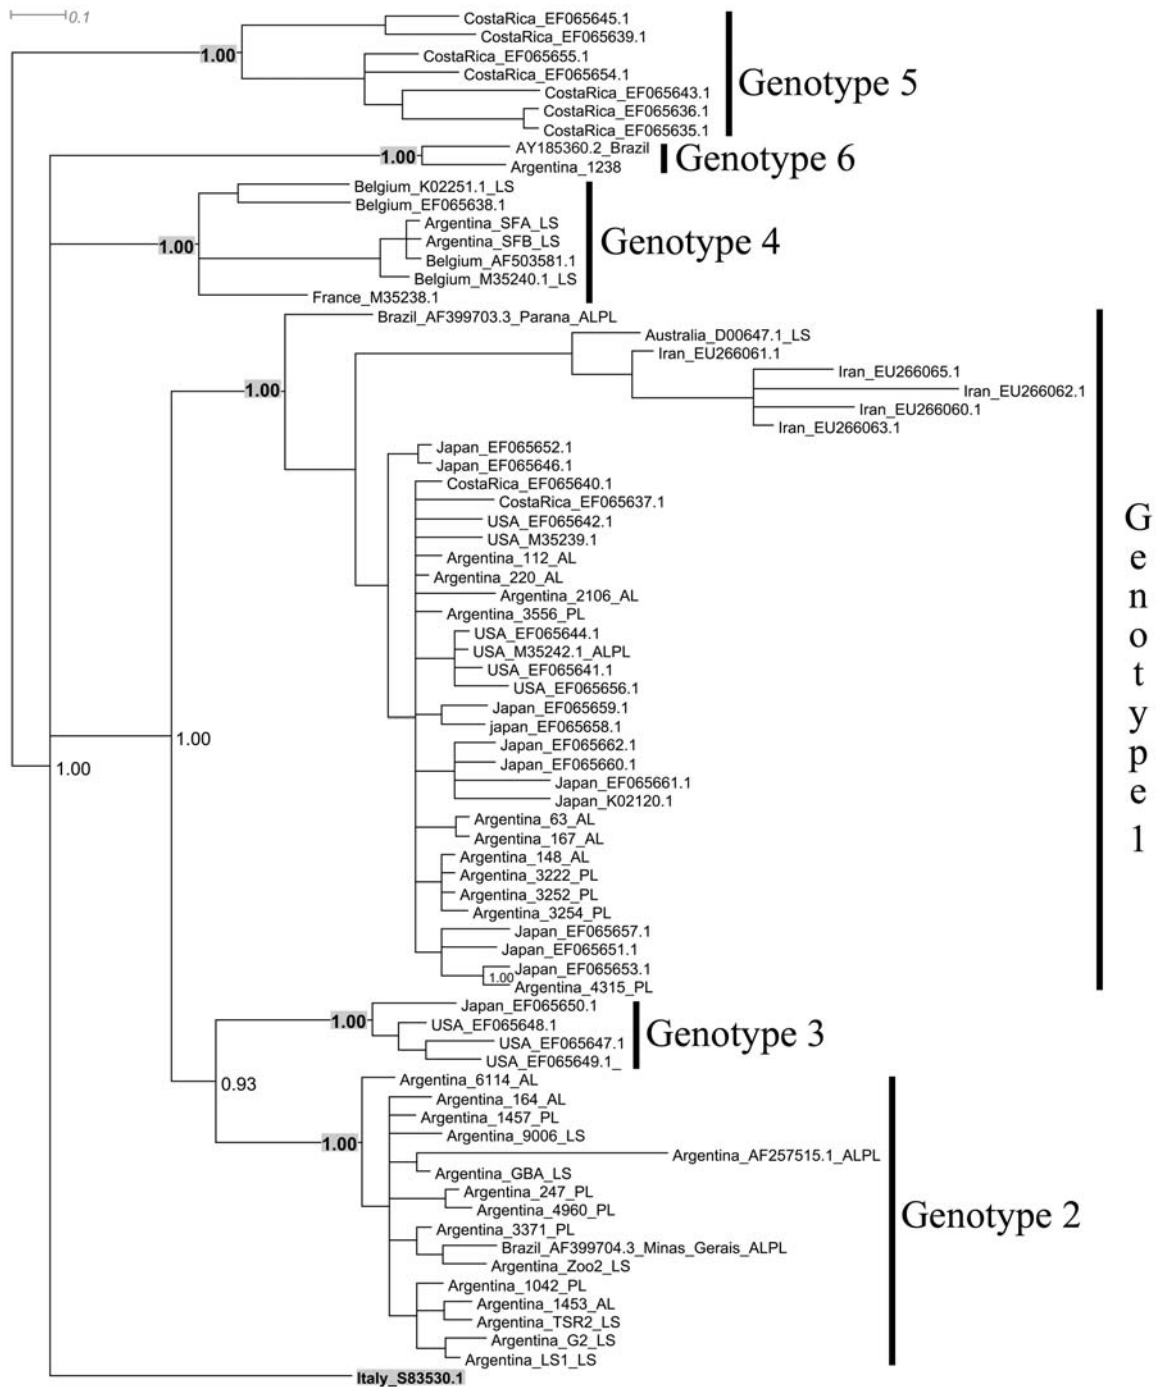 0.1
CostaRica_EF065645.1
CostaRica_EF065639.1
1.00
CostaRica_EF065655.1
CostaRica_EF065654.1
Genotype 5
CostaRica_EF065643.1
CostaRica_EF065636.1
CostaRica_EF065635.1
AY185360.2_Brazil
1.00
Genotype 6
Argentina_1238
Belgium_K02251.1_LS
Belgium_EF065638.1
Argentina_SFA_LS
1.00
Argentina_SFB_LS
Genotype 4
Belgium_AF503581.1
Belgium_M35240.1_LS
France_M35238.1
Brazil_AF399703.3_Parana_ALPL
Australia_D00647.1_LS
Iran_EU266061.1
Iran_EU266065.1
1.00
Iran_EU266062.1
Iran_EU266060.1
Iran_EU266063.1
Japan_EF065652.1
Japan_EF065646.1
CostaRica_EF065640.1
CostaRica_EF065637.1
USA_EF065642.1
USA_M35239.1
Argentina_112_AL
Argentina_220_AL
Argentina_2106_AL
Argentina_3556_PL
USA_EF065644.1
USA_M35242.1_ALPL
USA_EF065641.1
USA_EF065656.1
Japan_EF065659.1
japan_EF065658.1
1.00
Japan_EF065662.1
Japan_EF065660.1
1.00
Japan_EF065661.1
Japan_K02120.1
Argentina_63_AL
Argentina_167_AL
Argentina_148_AL
Argentina_3222_PL
Argentina_3252_PL
Argentina_3254_PL
Japan_EF065657.1
Japan_EF065651.1
Japan_EF065653.1
1.00
Argentina_4315_PL
Genotype 1
Japan_EF065650.1
1.00
USA_EF065648.1
Genotype 3
USA_EF065647.1
USA_EF065649.1_
0.93
Argentina_6114_AL
Argentina_164_AL
Argentina_1457_PL
Argentina_9006_LS
1.00
Argentina_AF257515.1_ALPL
Argentina_GBA_LS
Argentina_247_PL
Argentina_4960_PL
Genotype 2
Argentina_3371_PL
Brazil_AF399704.3_Minas_Gerais_ALPL
Argentina_Zoo2_LS
Argentina_1042_PL
Argentina_1453_AL
Argentina_TSR2_LS
Argentina_G2_LS
Argentina_LS1_LS
Italy_S83530.1